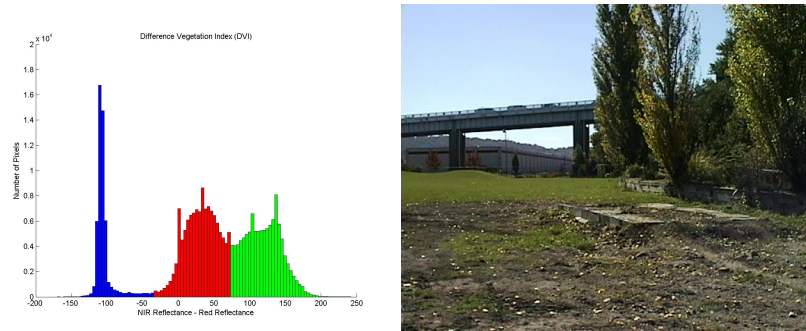 Difference Vegetation Index (DVI)
x 10⁴
2
1.8
1.6
1.4
1.2
1
0.8
0.6
0.4
0.2
0
Number of Pixels
-200 -150 -100 -50 0 50 100 150 200 250
NIR Reflectance - Red Reflectance